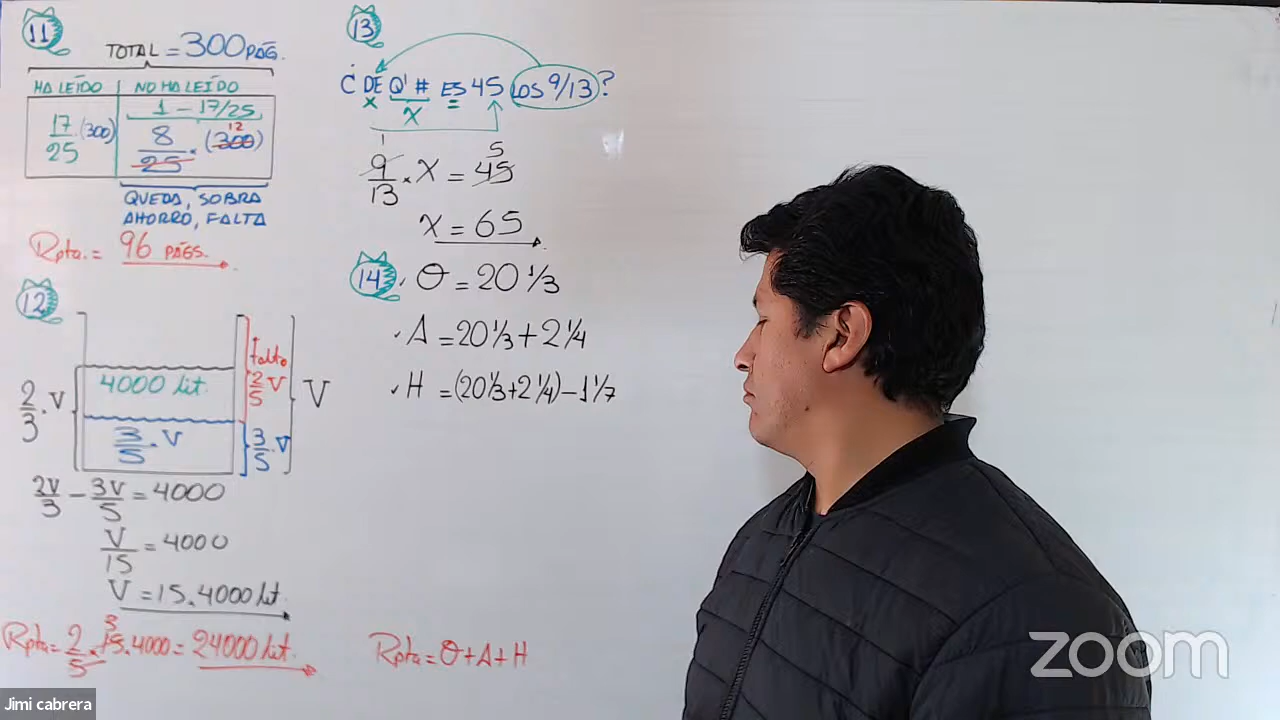 11
TOTAL = 300 PÁG.
HA LEÍDO NO HA LEÍDO
1 - 17/25
17/25 (300) 8/25 . (300) 12
QUEDA, SOBRA
AHORRO, FALTA
Rpta. = 96 PÁGS.
12
2/3 . V
4000 lit.
3/5 . V
falta
2/5 V
3/5 . V
V
2V/3 - 3V/5 = 4000
V/15 = 4000
V = 15.4000 lit.
Rpta = 2/5 . 15.4000 = 24000 lit.
3
13
¿ DE Q' # ES 45 LOS 9/13 ?
x X
1 5
9/13 . X = 45
X = 65
14
θ = 20 1/3
A = 20 1/3 + 2 1/4
H = (20 1/3 + 2 1/4) - 1 1/7
Rpta = θ + A + H
zoom
Jimi cabrera